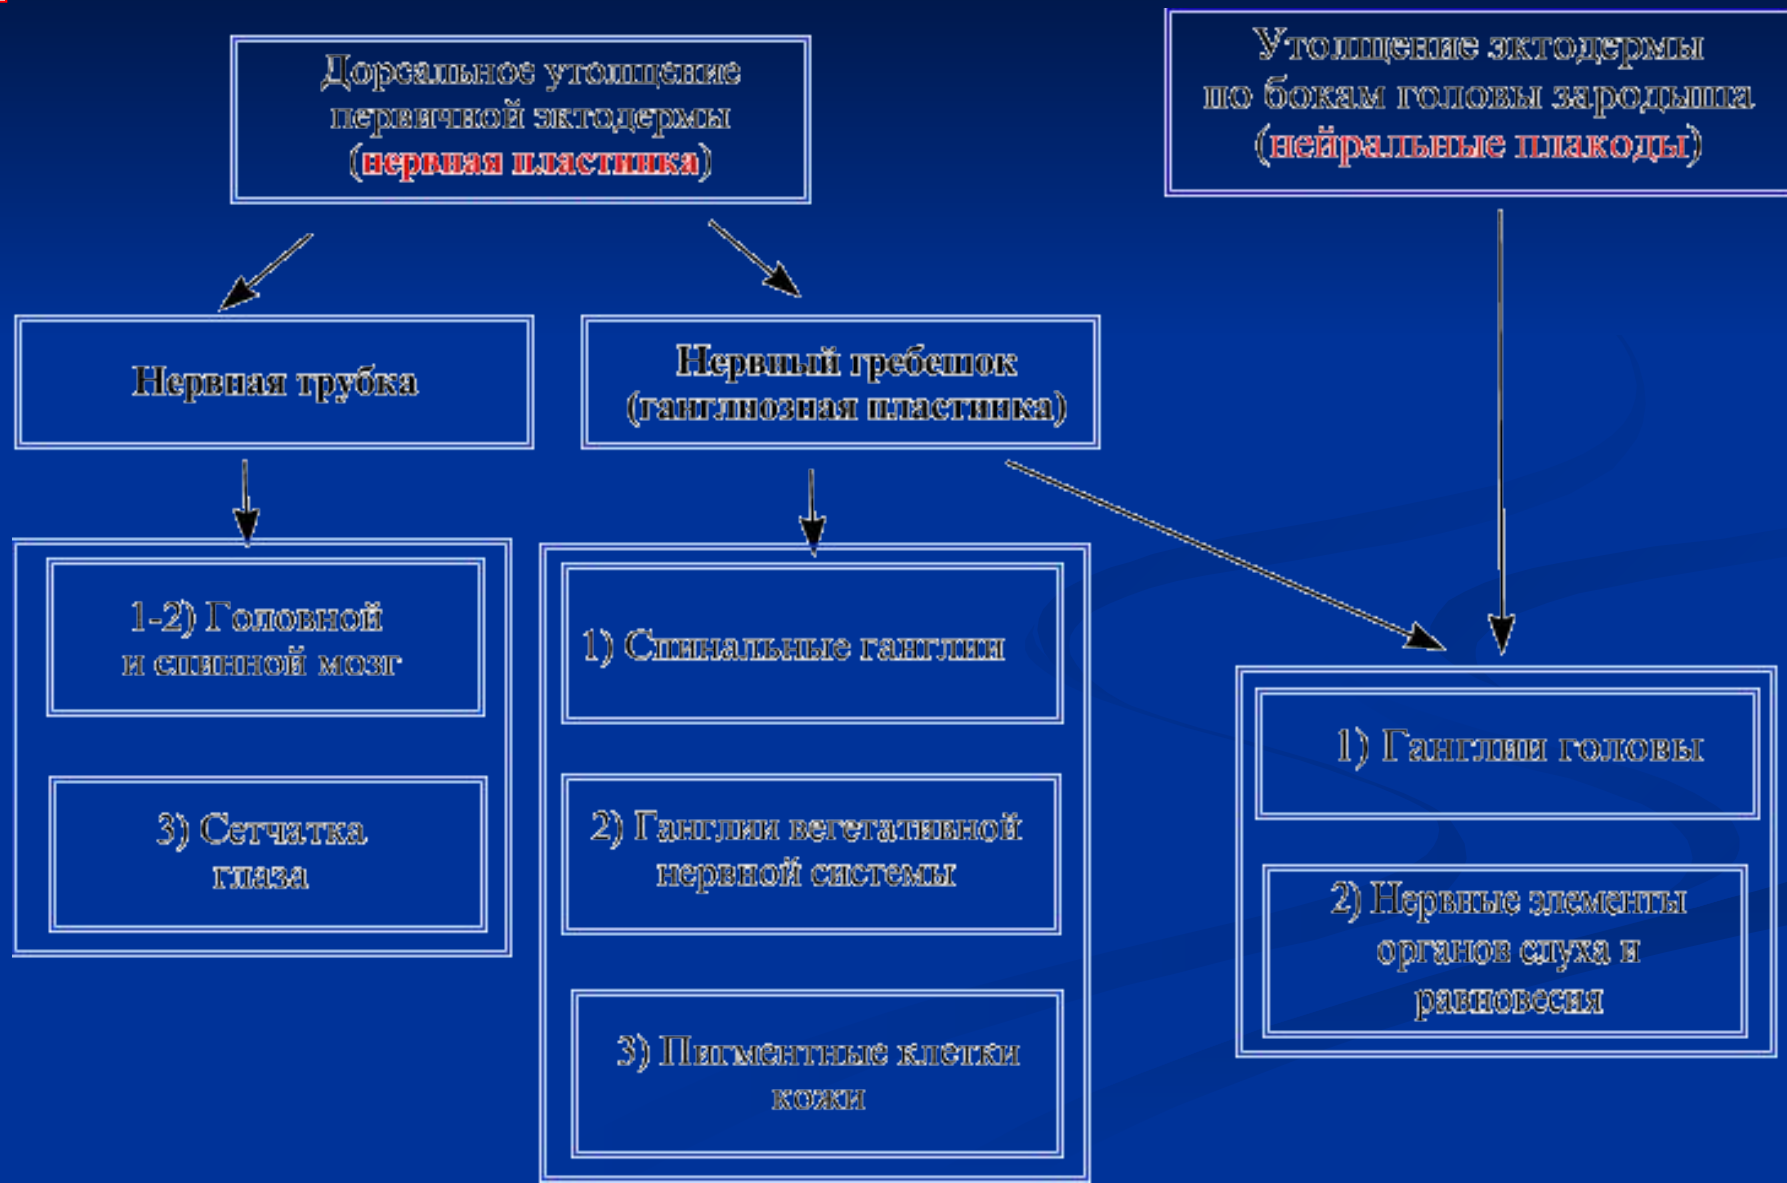 Дорсальное утолщение
первичной эктодермы
(нервная пластинка)
Утолщение эктодермы
по бокам головы зародыша
(нейральные плакоды)
Нервная трубка
Нервный гребешок
(ганглиозная пластинка)
1-2) Головной
и спинной мозг
3) Сетчатка
глаза
1) Спинальные ганглии
2) Ганглии вегетативной
нервной системы
3) Пигментные клетки
кожи
1) Ганглии головы
2) Нервные элементы
органов слуха и
равновесия